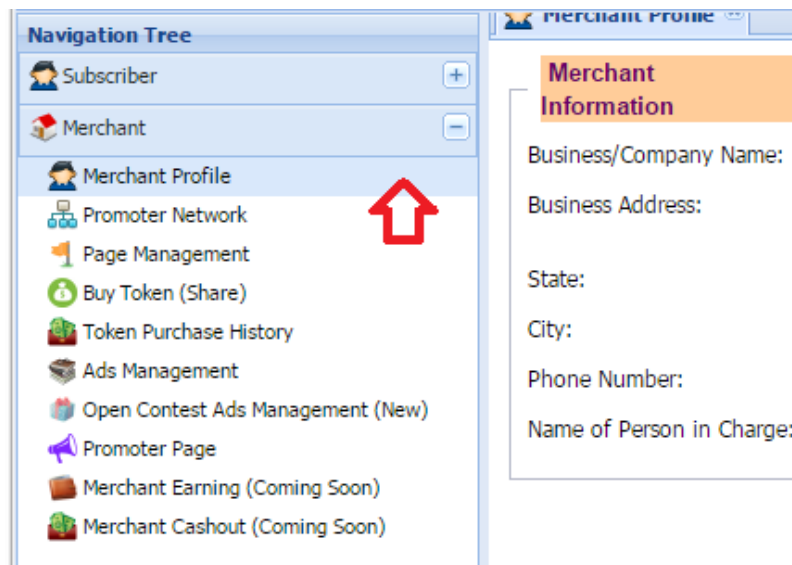 Navigation Tree
Subscriber
Merchant
Merchant Profile
Promoter Network
Page Management
Buy Token (Share)
Token Purchase History
Ads Management
Open Contest Ads Management (New)
Promoter Page
Merchant Earning (Coming Soon)
Merchant Cashout (Coming Soon)
Merchant Profile
Merchant
Information
Business/Company Name:
Business Address:
State:
City:
Phone Number:
Name of Person in Charge: